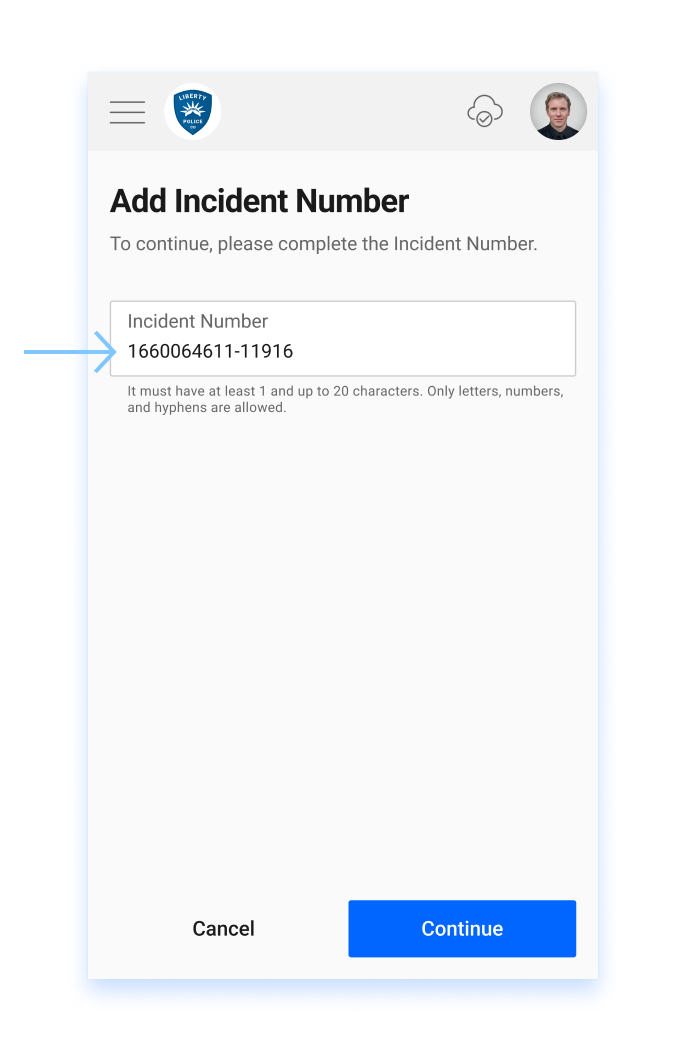 LIBERTY
POLICE
CO
Add Incident Number
To continue, please complete the Incident Number.
Incident Number
1660064611-11916
It must have at least 1 and up to 20 characters. Only letters, numbers,
and hyphens are allowed.
Cancel Continue